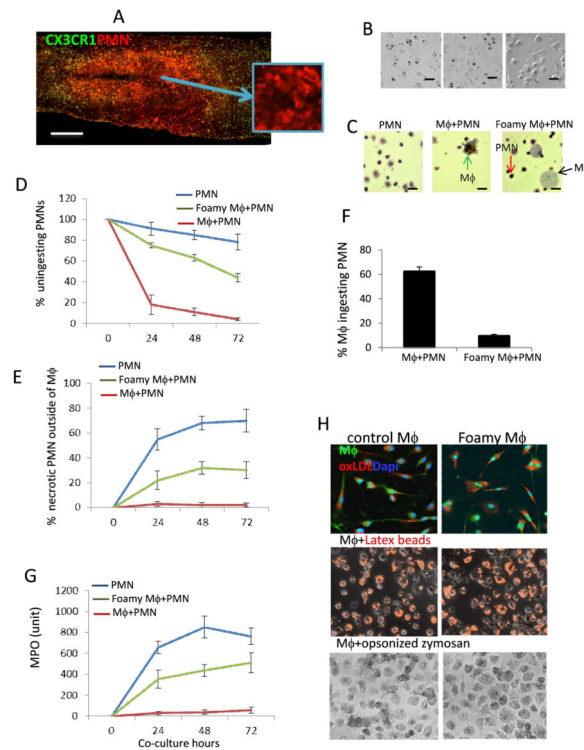 A
CX3CR1PMN
B
C
PMN
Mϕ+PMN
Foamy Mϕ+PMN
PMN
M
Mϕ
D
% uningesting PMNs
100
80
60
40
20
0
PMN
Foamy Mϕ+PMN
Mϕ+PMN
0 24 48 72
E
% necrotic PMN outside of Mϕ
100
80
60
40
20
0
PMN
Foamy Mϕ+PMN
Mϕ+PMN
0 24 48 72
F
% Mϕ ingesting PMN
80
60
40
20
0
Mϕ+PMN Foamy Mϕ+PMN
G
MPO (unit)
1200
1000
800
600
400
200
0
PMN
Foamy Mϕ+PMN
Mϕ+PMN
0 24 48 72
Co-culture hours
H
control Mϕ Foamy Mϕ
Mϕ
oxLDLDapi
Mϕ+Latex beads
Mϕ+opsonized zymosan